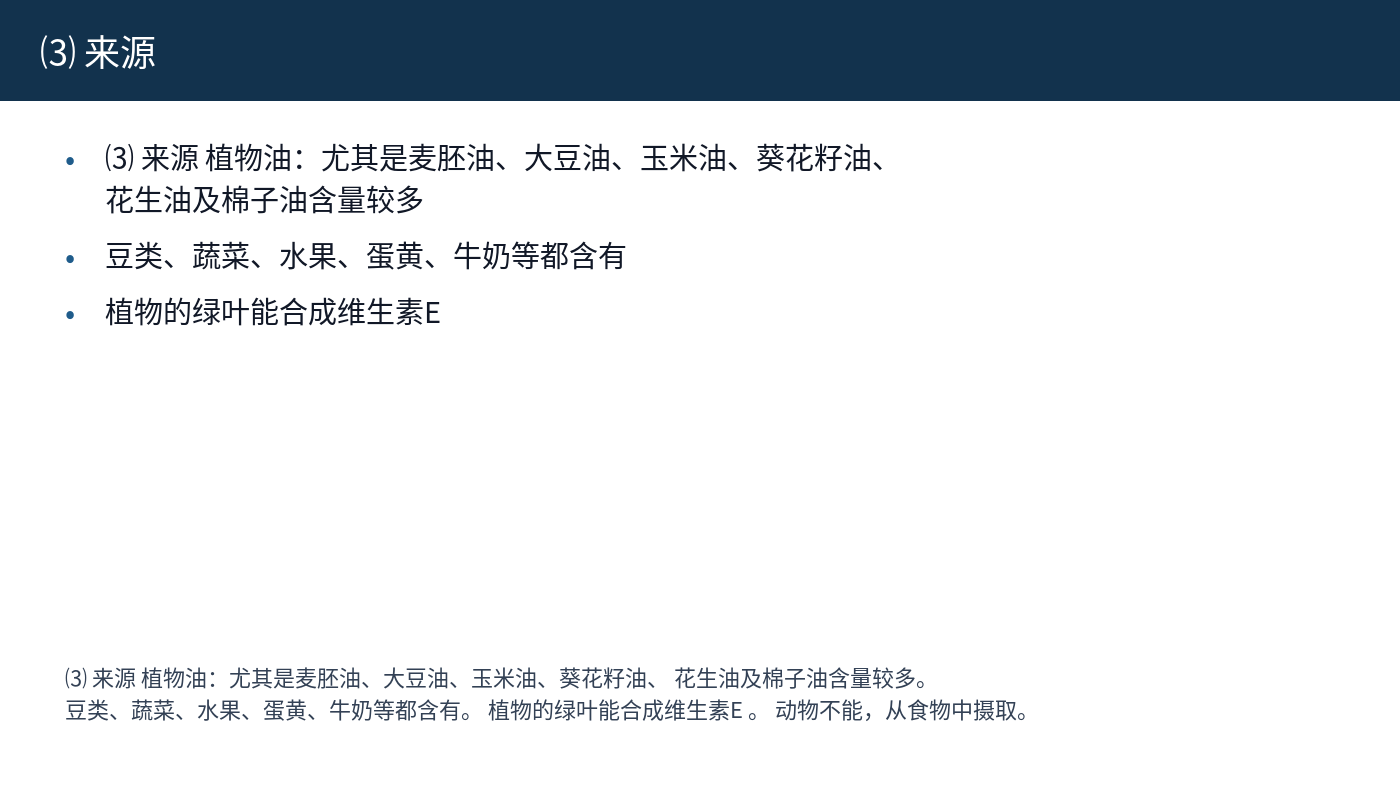 ⑶ 来源
• ⑶ 来源 植物油：尤其是麦胚油、大豆油、玉米油、葵花籽油、
花生油及棉子油含量较多
• 豆类、蔬菜、水果、蛋黄、牛奶等都含有
• 植物的绿叶能合成维生素E
⑶ 来源 植物油：尤其是麦胚油、大豆油、玉米油、葵花籽油、 花生油及棉子油含量较多。
豆类、蔬菜、水果、蛋黄、牛奶等都含有。 植物的绿叶能合成维生素E 。 动物不能，从食物中摄取。